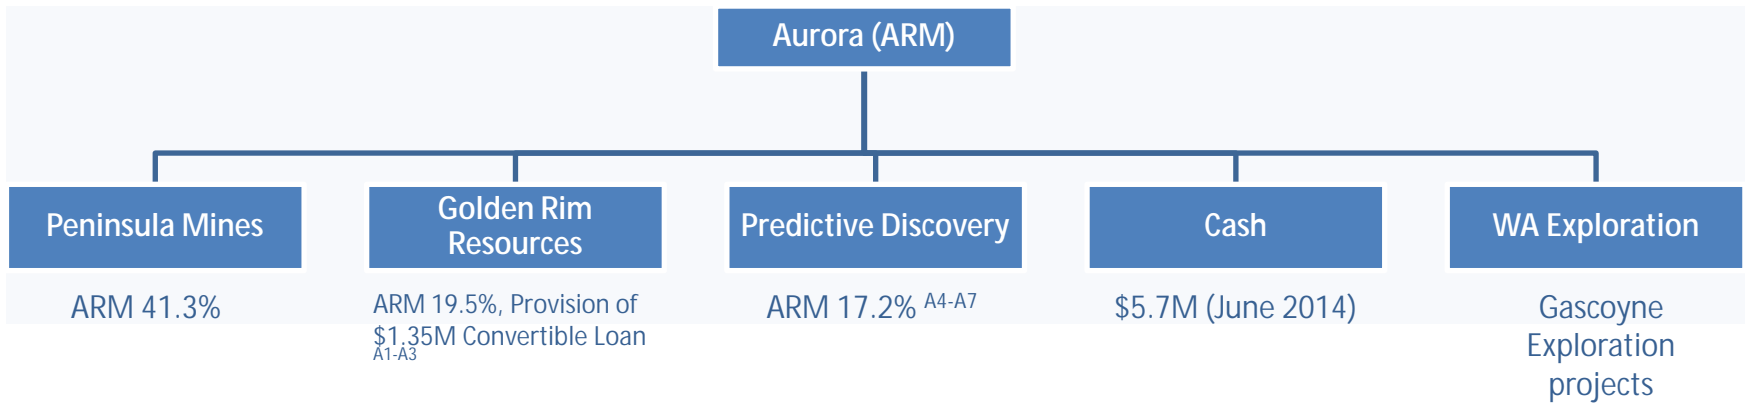 Aurora (ARM)
Peninsula Mines
Golden Rim
Resources
Predictive Discovery
Cash
WA Exploration
ARM 41.3%
ARM 19.5%, Provision of
$1.35M Convertible Loan
A1-A3
ARM 17.2% A4-A7
$5.7M (June 2014)
Gascoyne
Exploration
projects